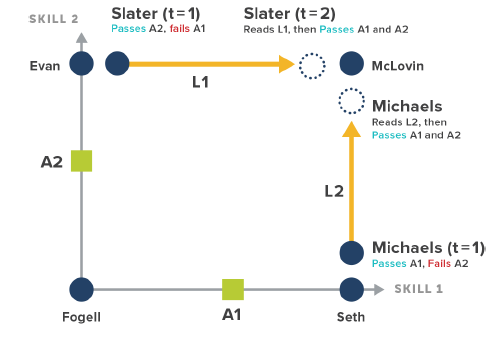 SKILL 2
Slater (t=1)
Passes A2, fails A1
Slater (t=2)
Reads L1, then Passes A1 and A2
Evan
L1
McLovin
Michaels
Reads L2, then
Passes A1 and A2
A2
L2
Michaels (t=1)
Passes A1, Fails A2
SKILL 1
Fogell
A1
Seth